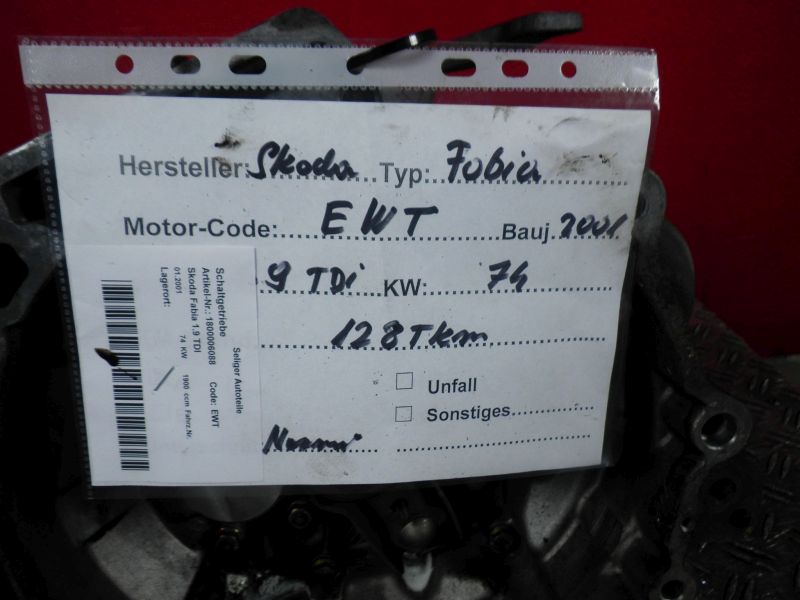 Hersteller: Skoda Typ: Fabia
Motor-Code: EWT Bauj 2001
9 TDi KW: 74
128 Tkm
Unfall
Sonstiges
Seliger Autoteile
Schaltgetriebe
Artikel-Nr.: 1800006088 Code: EWT
Skoda Fabia 1.9 TDI
01.2001 74 KW 1900 ccm Fahrz.Nr.
Lagerort: